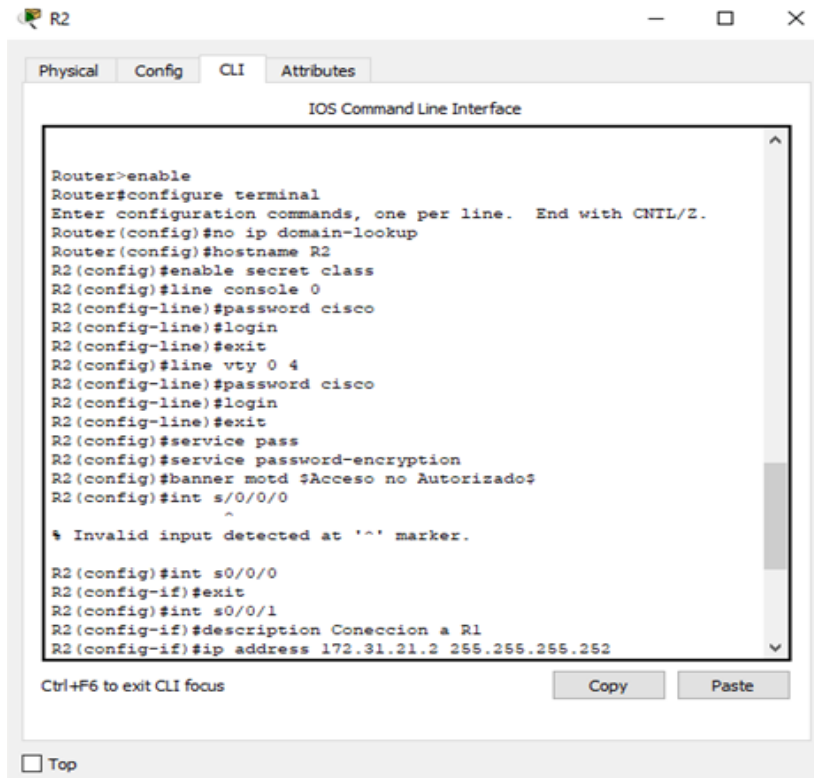 R2
Physical Config CLI Attributes
IOS Command Line Interface
Router>enable
Router#configure terminal
Enter configuration commands, one per line.  End with CNTL/Z.
Router(config)#no ip domain-lookup
Router(config)#hostname R2
R2(config)#enable secret class
R2(config)#line console 0
R2(config-line)#password cisco
R2(config-line)#login
R2(config-line)#exit
R2(config)#line vty 0 4
R2(config-line)#password cisco
R2(config-line)#login
R2(config-line)#exit
R2(config)#service pass
R2(config)#service password-encryption
R2(config)#banner motd $Acceso no Autorizado$
R2(config)#int s/0/0/0
^
% Invalid input detected at '^' marker.
R2(config)#int s0/0/0
R2(config-if)#exit
R2(config)#int s0/0/1
R2(config-if)#description Coneccion a R1
R2(config-if)#ip address 172.31.21.2 255.255.255.252
Ctrl+F6 to exit CLI focus Copy Paste
Top